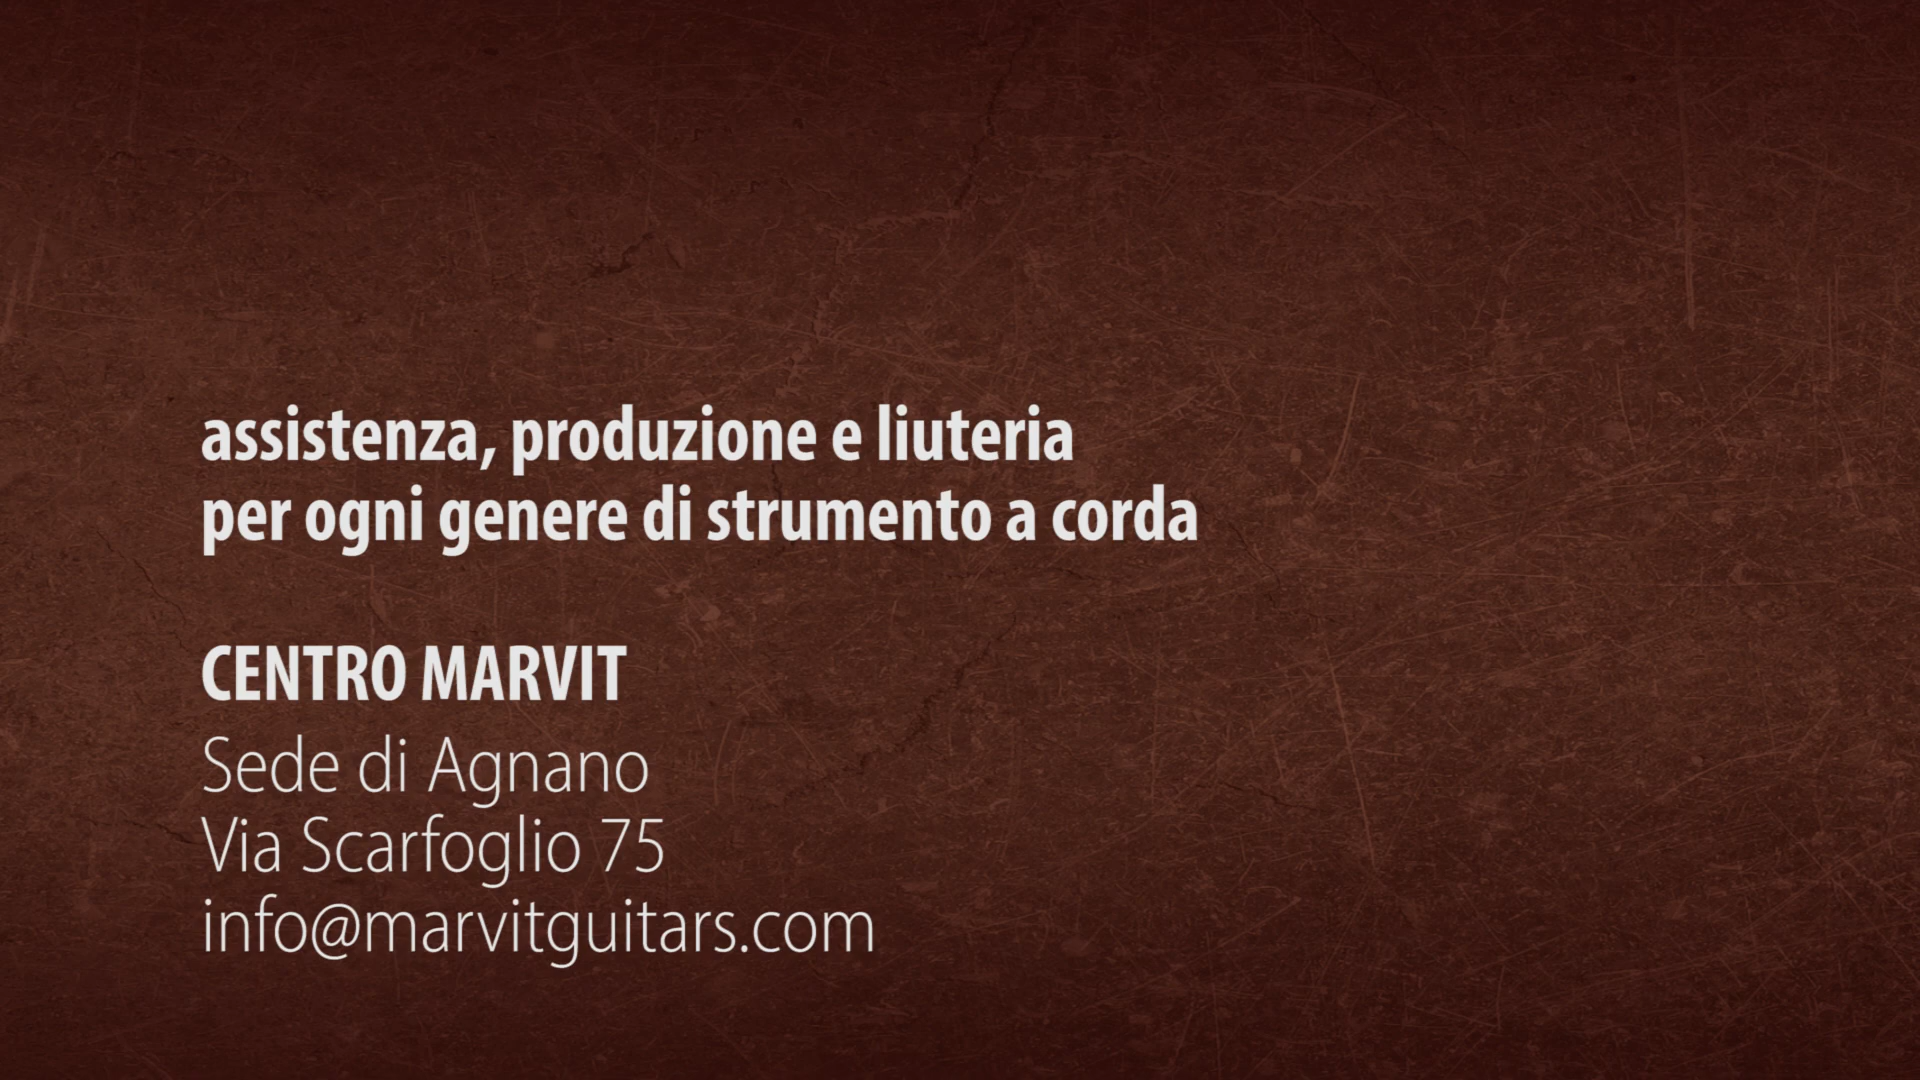 assistenza, produzione e liuteria
per ogni genere di strumento a corda
CENTRO MARVIT
Sede di Agnano
Via Scarfoglio 75
info@marvitguitars.com